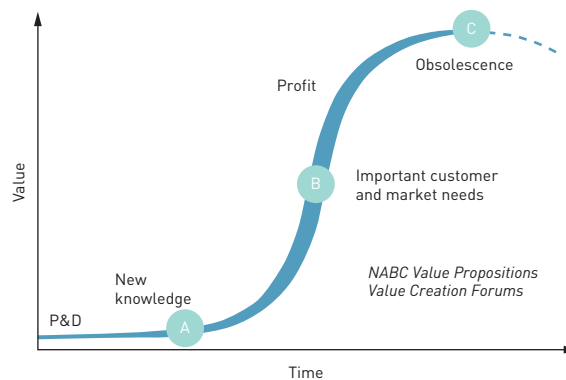 C
Obsolescence
Profit
B
Important customer
and market needs
Value
NABC Value Propositions
Value Creation Forums
New
knowledge
P&D
A
Time